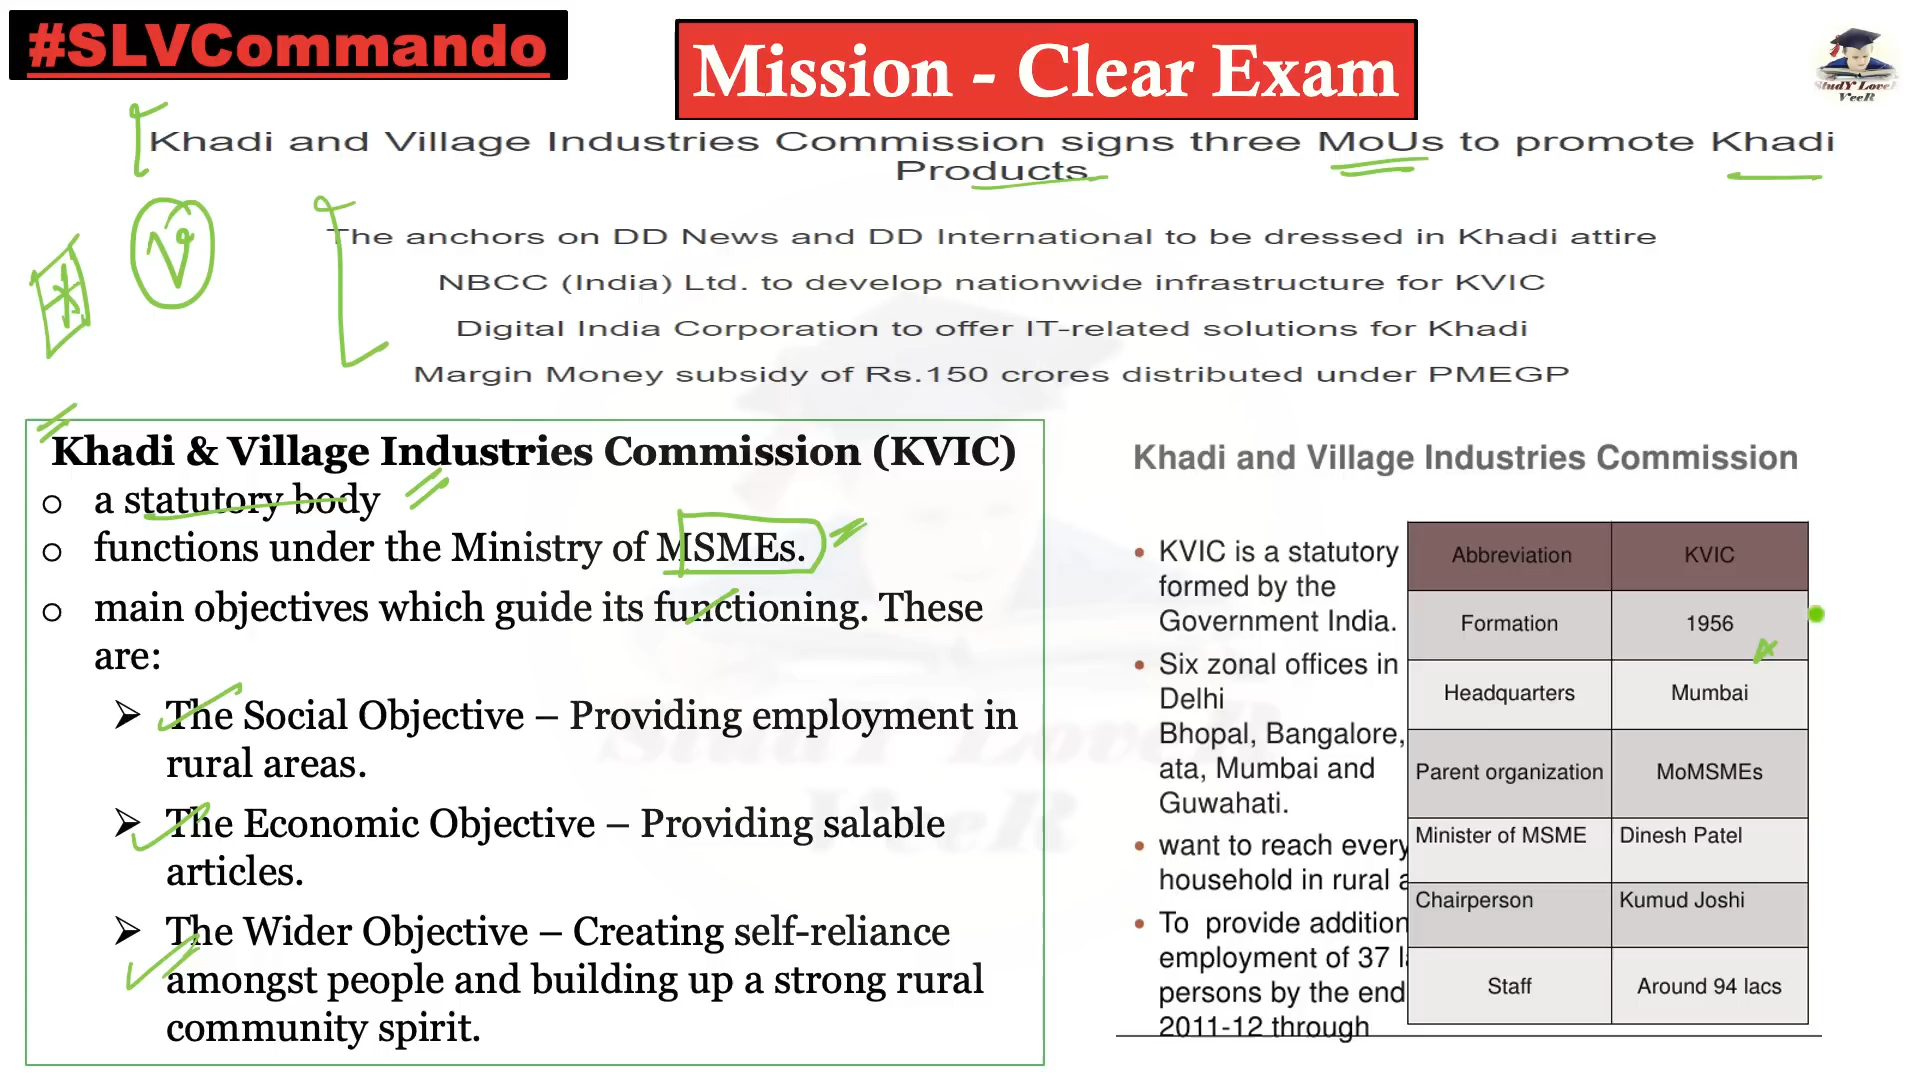 #SLVCommando
Mission - Clear Exam
StudY LoveR
VeeR
Khadi and Village Industries Commission signs three MoUs to promote Khadi
Products
The anchors on DD News and DD International to be dressed in Khadi attire
NBCC (India) Ltd. to develop nationwide infrastructure for KVIC
Digital India Corporation to offer IT-related solutions for Khadi
Margin Money subsidy of Rs.150 crores distributed under PMEGP
Khadi & Village Industries Commission (KVIC)
o a statutory body
o functions under the Ministry of MSMEs.
o main objectives which guide its functioning. These
are:
➢ The Social Objective – Providing employment in
rural areas.
➢ The Economic Objective – Providing salable
articles.
➢ The Wider Objective – Creating self-reliance
amongst people and building up a strong rural
community spirit.
StudY LoveR
VeeR
Khadi and Village Industries Commission
• KVIC is a statutory
formed by the
Government India.
• Six zonal offices in
Delhi
Bhopal, Bangalore,
ata, Mumbai and
Guwahati.
• want to reach every
household in rural a
• To provide addition
employment of 37 l
persons by the end
2011-12 through
Abbreviation KVIC
Formation 1956
Headquarters Mumbai
Parent organization MoMSMEs
Minister of MSME Dinesh Patel
Chairperson Kumud Joshi
Staff Around 94 lacs